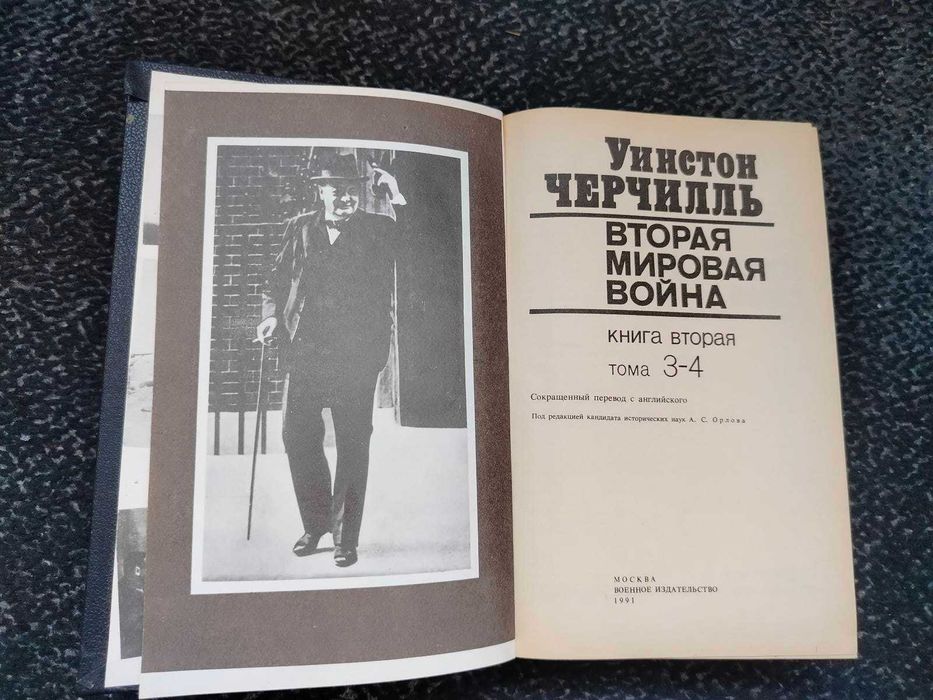 Уинстон
ЧЕРЧИЛЛЬ
ВТОРАЯ
МИРОВАЯ
ВОЙНА
книга вторая
тома 3-4
Сокращенный перевод с английского
Под редакцией кандидата исторических наук А. С. Орлова
МОСКВА
ВОЕННОЕ ИЗДАТЕЛЬСТВО
1991